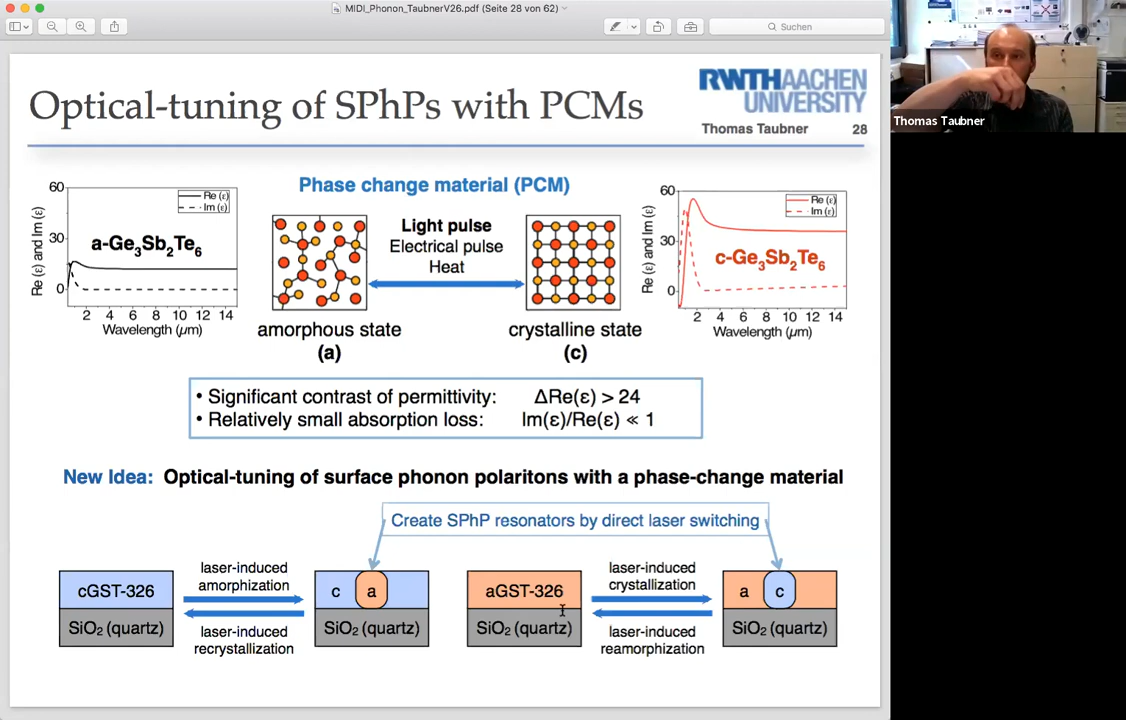 MIDI_Phonon_TaubnerV26.pdf (Seite 28 von 62)
Suchen
Optical-tuning of SPhPs with PCMs
RWTHAACHEN
UNIVERSITY
Thomas Taubner 28
Thomas Taubner
Phase change material (PCM)
60
30
0
Re (ε) and Im (ε)
Re (ε)
Im (ε)
a-Ge3Sb2Te6
2 4 6 8 10 12 14
Wavelength (μm)
amorphous state
(a)
Light pulse
Electrical pulse
Heat
crystalline state
(c)
60
30
0
Re (ε) and Im (ε)
Re (ε)
Im (ε)
c-Ge3Sb2Te6
2 4 6 8 10 12 14
Wavelength (μm)
• Significant contrast of permittivity: ΔRe(ε) > 24
• Relatively small absorption loss: Im(ε)/Re(ε) ≪ 1
New Idea: Optical-tuning of surface phonon polaritons with a phase-change material
Create SPhP resonators by direct laser switching
cGST-326
SiO2 (quartz)
laser-induced
amorphization
laser-induced
recrystallization
c a
SiO2 (quartz)
aGST-326
SiO2 (quartz)
laser-induced
crystallization
laser-induced
reamorphization
a c
SiO2 (quartz)